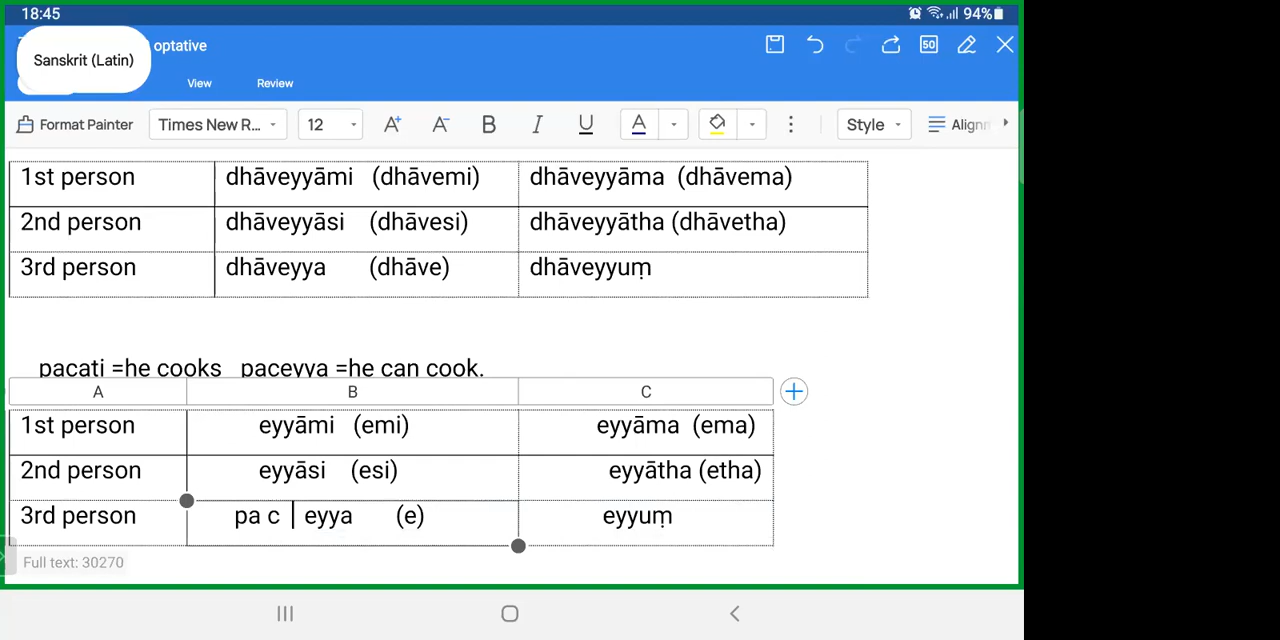 18:45 94%
Sanskrit (Latin) optative
View Review
50
Format Painter Times New R... 12 A+ A- B I U A Style Alignm
1st person dhāveyyāmi (dhāvemi) dhāveyyāma (dhāvema)
2nd person dhāveyyāsi (dhāvesi) dhāveyyātha (dhāvetha)
3rd person dhāveyya (dhāve) dhāveyyuṃ
pacati =he cooks paceyya =he can cook.
A B C
1st person eyyāmi (emi) eyyāma (ema)
2nd person eyyāsi (esi) eyyātha (etha)
3rd person pa c eyya (e) eyyuṃ
Full text: 30270